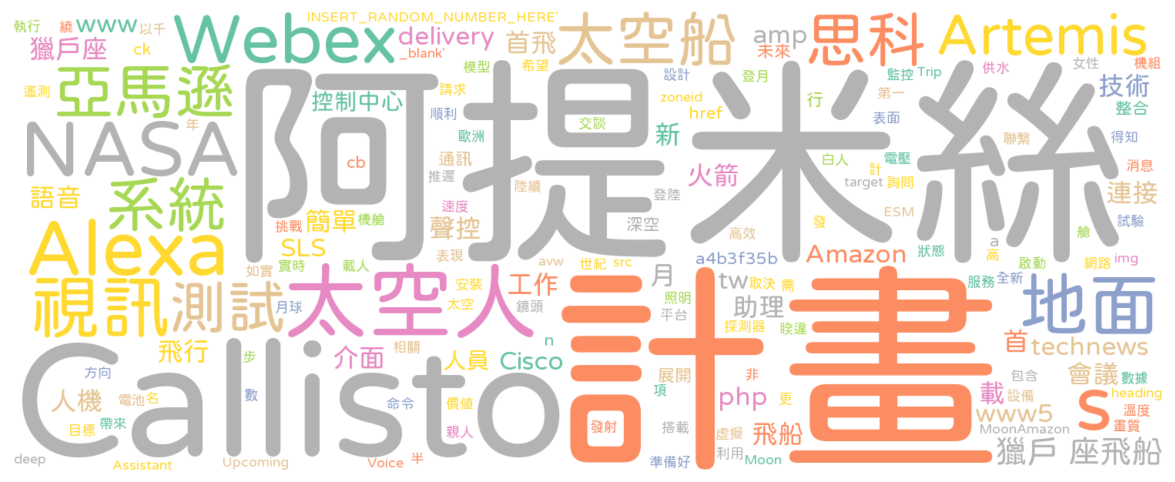 執行 繞 www 以千 INSERT_RANDOM_NUMBER_HERE' Webex delivery 首飛 太空船 amp 思科 Artemis
獵戶座 ck _blank' 未來
亞馬遜 控制中心 模型 希望 設計 登月 監控 Trip 供水 女性 機組
遙測 請求 zoneid href 行 第一 技術
NASA 年 順利 交談 新 表面 整合
阿提米絲
cb 歐洲 通訊 推遲 陸續 火箭 白人 電壓 計 聯繫 得知 消息
語音 系統 target 詢問 連接
挑戰 簡單 機艙 速度 聲控 登陸 深空 高效 發 ESM 艙 試驗
Alexa SLS 表現 avw 世紀 src a4b3f35b Amazon 狀態 a 高 啟動 網路 img
如實 實時 載人 太空人 安裝 太空 工作 鏡頭 月 tw 取決 需 服務 全新
視訊 測試 月球 照明 平台 助理 探測器 睽違 地面
飛行 步 介面 相關 人員 Cisco n 計畫 首 technews
Callisto 方向 展開 非 包含 會議 數據
人機 電池 名 數 命令 價值 項 php 更 載 設備 s heading
目標 帶來 親人 發射 搭載 虛擬 飛船 www5 MoonAmazon 溫度 畫質
deep Assistant Upcoming Voice 半 準備好 利用 Moon 獵戶 座飛船